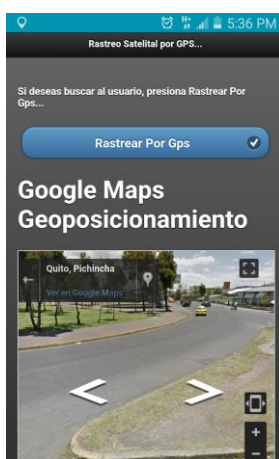 H+
5:36 PM
Rastreo Satelital por GPS...
Si deseas buscar al usuario, presiona Rastrear Por
Gps...
Rastrear Por Gps
Google Maps
Geoposicionamiento
Quito, Pichincha
Ver en Google Maps